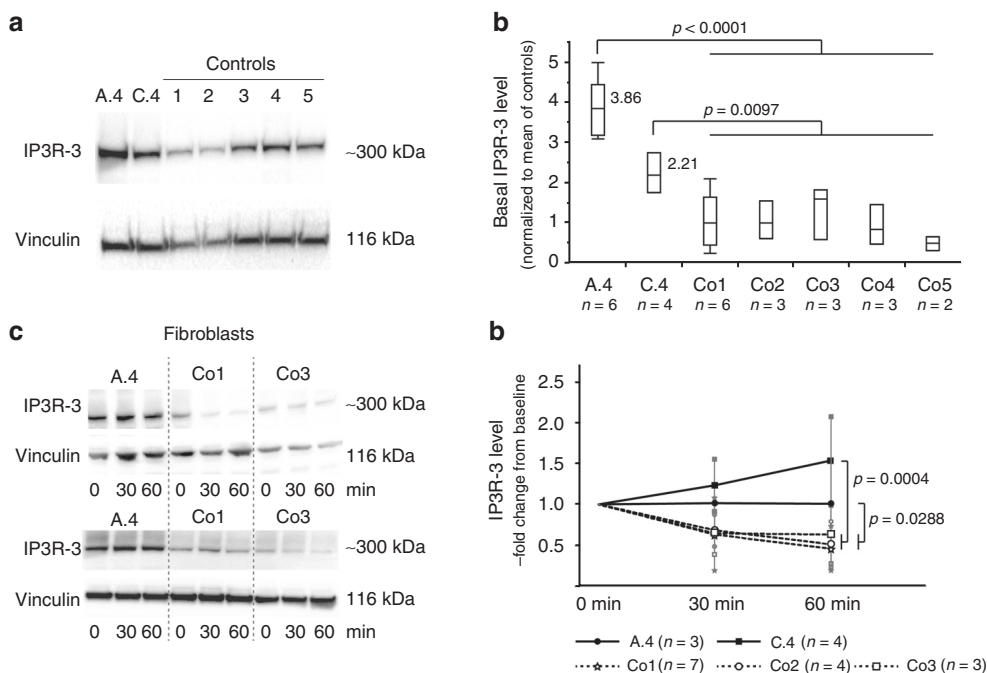 a
Controls
A.4 C.4 1 2 3 4 5
IP3R-3 ~300 kDa
Vinculin 116 kDa
b
p < 0.0001
p = 0.0097
Basal IP3R-3 level
(normalized to mean of controls)
5
4
3
2
1
0
3.86
2.21
A.4 C.4 Co1 Co2 Co3 Co4 Co5
n = 6 n = 4 n = 6 n = 3 n = 3 n = 3 n = 2
c
Fibroblasts
A.4 Co1 Co3
IP3R-3 ~300 kDa
Vinculin 116 kDa
0 30 60 0 30 60 0 30 60 min
A.4 Co1 Co3
IP3R-3 ~300 kDa
Vinculin 116 kDa
0 30 60 0 30 60 0 30 60 min
b
IP3R-3 level
–fold change from baseline
2.5
2.0
1.5
1.0
0.5
p = 0.0004
p = 0.0288
0 min 30 min 60 min
A.4 (n = 3) C.4 (n = 4)
Co1 (n = 7) Co2 (n = 4) Co3 (n = 3)